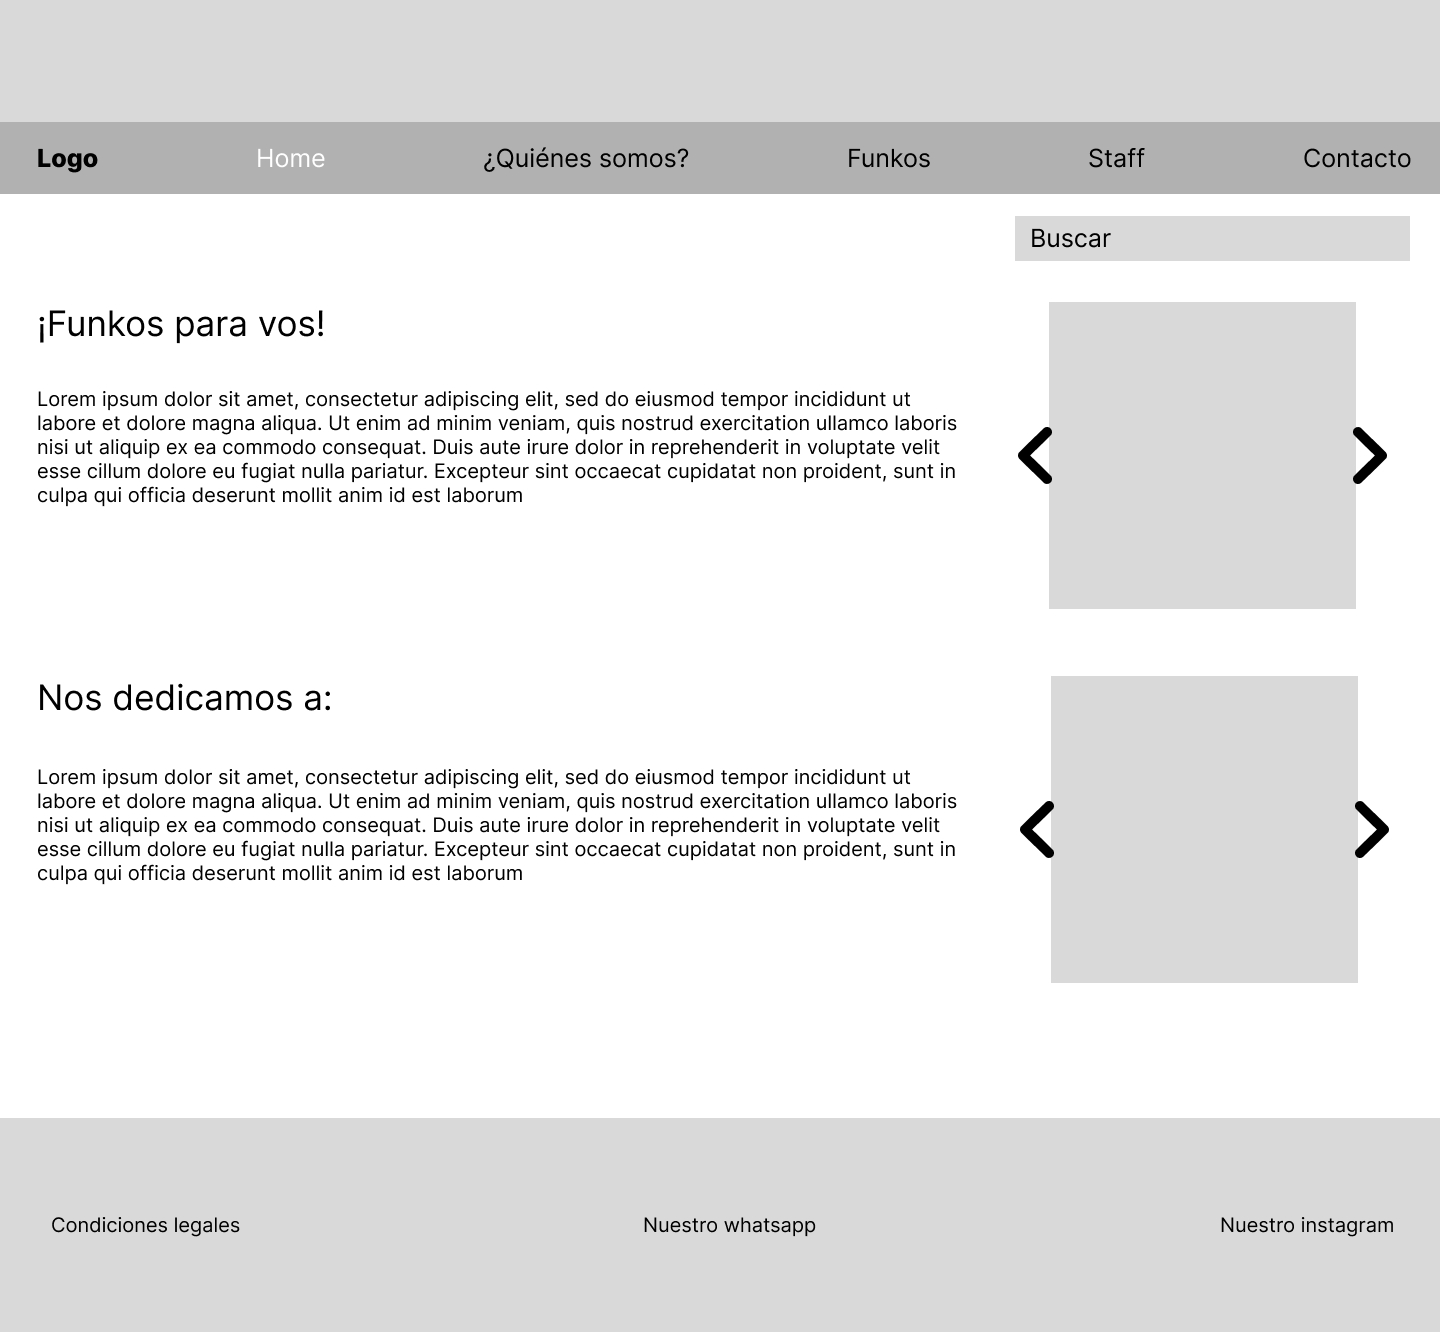 Logo
Home
¿Quiénes somos?
Funkos
Staff
Contacto
Buscar
¡Funkos para vos!
Lorem ipsum dolor sit amet, consectetur adipiscing elit, sed do eiusmod tempor incididunt ut
labore et dolore magna aliqua. Ut enim ad minim veniam, quis nostrud exercitation ullamco laboris
nisi ut aliquip ex ea commodo consequat. Duis aute irure dolor in reprehenderit in voluptate velit
esse cillum dolore eu fugiat nulla pariatur. Excepteur sint occaecat cupidatat non proident, sunt in
culpa qui officia deserunt mollit anim id est laborum
Nos dedicamos a:
Lorem ipsum dolor sit amet, consectetur adipiscing elit, sed do eiusmod tempor incididunt ut
labore et dolore magna aliqua. Ut enim ad minim veniam, quis nostrud exercitation ullamco laboris
nisi ut aliquip ex ea commodo consequat. Duis aute irure dolor in reprehenderit in voluptate velit
esse cillum dolore eu fugiat nulla pariatur. Excepteur sint occaecat cupidatat non proident, sunt in
culpa qui officia deserunt mollit anim id est laborum
Condiciones legales
Nuestro whatsapp
Nuestro instagram